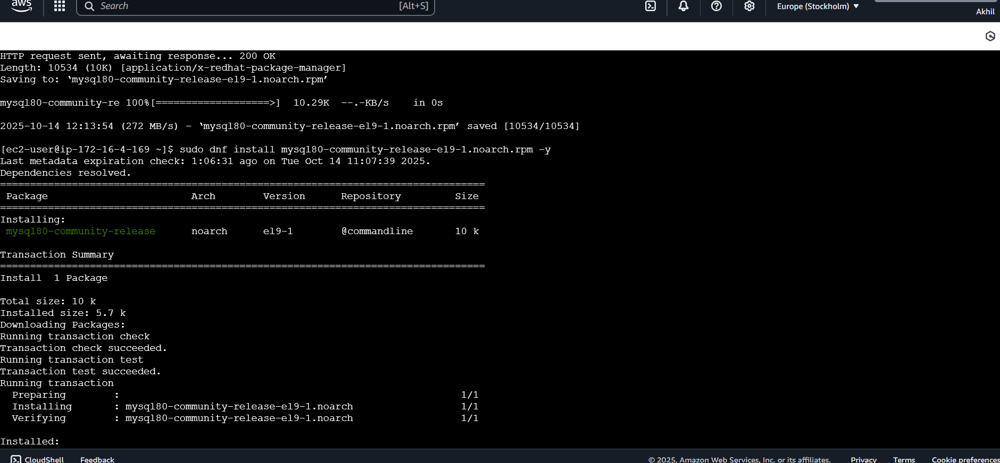 aws
Search [Alt+S]
Europe (Stockholm) ▼
Akhil
HTTP request sent, awaiting response... 200 OK
Length: 10534 (10K) [application/x-redhat-package-manager]
Saving to: ‘mysql80-community-release-el9-1.noarch.rpm’
mysql80-community-re 100%[===================>] 10.29K --.-KB/s in 0s
2025-10-14 12:13:54 (272 MB/s) - ‘mysql80-community-release-el9-1.noarch.rpm’ saved [10534/10534]
[ec2-user@ip-172-16-4-169 ~]$ sudo dnf install mysql80-community-release-el9-1.noarch.rpm -y
Last metadata expiration check: 1:06:31 ago on Tue Oct 14 11:07:39 2025.
Dependencies resolved.
=================================================================================
Package Arch Version Repository Size
=================================================================================
Installing:
mysql80-community-release noarch el9-1 @commandline 10 k
Transaction Summary
=================================================================================
Install 1 Package
Total size: 10 k
Installed size: 5.7 k
Downloading Packages:
Running transaction check
Transaction check succeeded.
Running transaction test
Transaction test succeeded.
Running transaction
Preparing : 1/1
Installing : mysql80-community-release-el9-1.noarch 1/1
Verifying : mysql80-community-release-el9-1.noarch 1/1
Installed:
CloudShell Feedback © 2025, Amazon Web Services, Inc. or its affiliates. Privacy Terms Cookie preferences